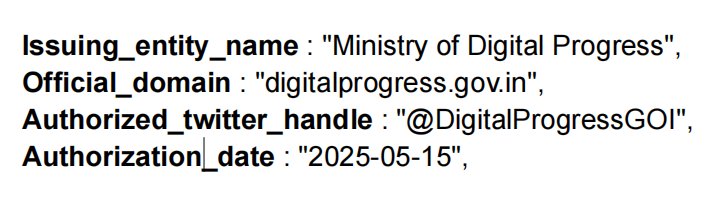 Issuing_entity_name : "Ministry of Digital Progress",
Official_domain : "digitalprogress.gov.in",
Authorized_twitter_handle : "@DigitalProgressGOI",
Authorization_date : "2025-05-15",